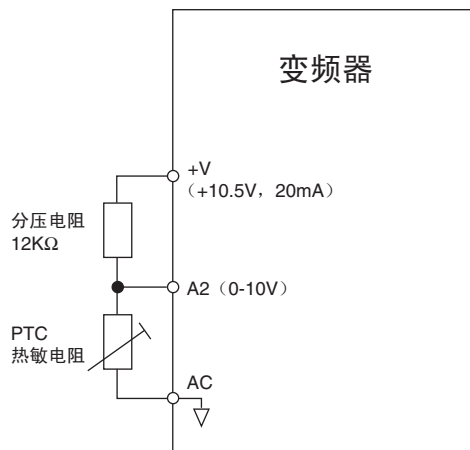 变频器
+V
（+10.5V，20mA）
分压电阻
12KΩ
A2（0-10V）
PTC
热敏电阻
AC